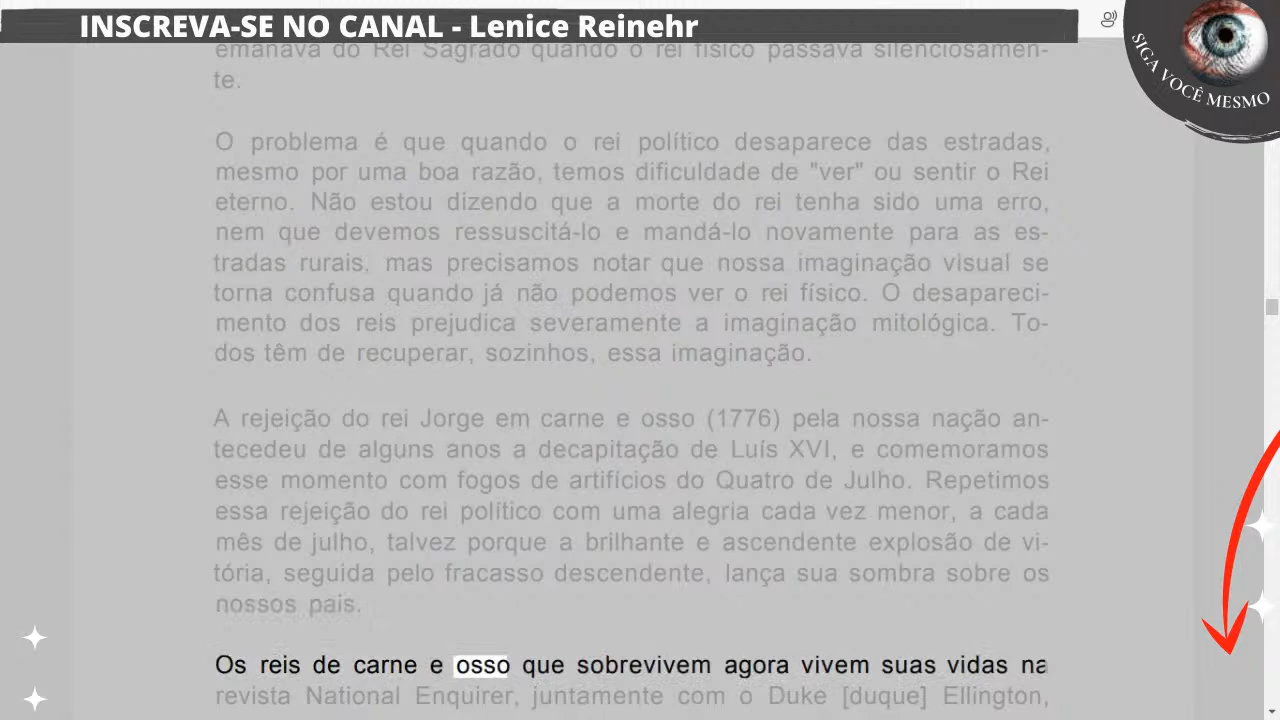 INSCREVA-SE NO CANAL - Lenice Reinehr
SIGA VOCÊ MESMO
emanava do Rei Sagrado quando o rei físico passava silenciosamen-
te.
O problema é que quando o rei político desaparece das estradas,
mesmo por uma boa razão, temos dificuldade de "ver" ou sentir o Rei
eterno. Não estou dizendo que a morte do rei tenha sido uma erro,
nem que devemos ressuscitá-lo e mandá-lo novamente para as es-
tradas rurais, mas precisamos notar que nossa imaginação visual se
torna confusa quando já não podemos ver o rei físico. O desapareci-
mento dos reis prejudica severamente a imaginação mitológica. To-
dos têm de recuperar, sozinhos, essa imaginação.
A rejeição do rei Jorge em carne e osso (1776) pela nossa nação an-
tecedeu de alguns anos a decapitação de Luís XVI, e comemoramos
esse momento com fogos de artifícios do Quatro de Julho. Repetimos
essa rejeição do rei político com uma alegria cada vez menor, a cada
mês de julho, talvez porque a brilhante e ascendente explosão de vi-
tória, seguida pelo fracasso descendente, lança sua sombra sobre os
nossos pais.
Os reis de carne e osso que sobrevivem agora vivem suas vidas na
revista National Enquirer, juntamente com o Duke [duque] Ellington,